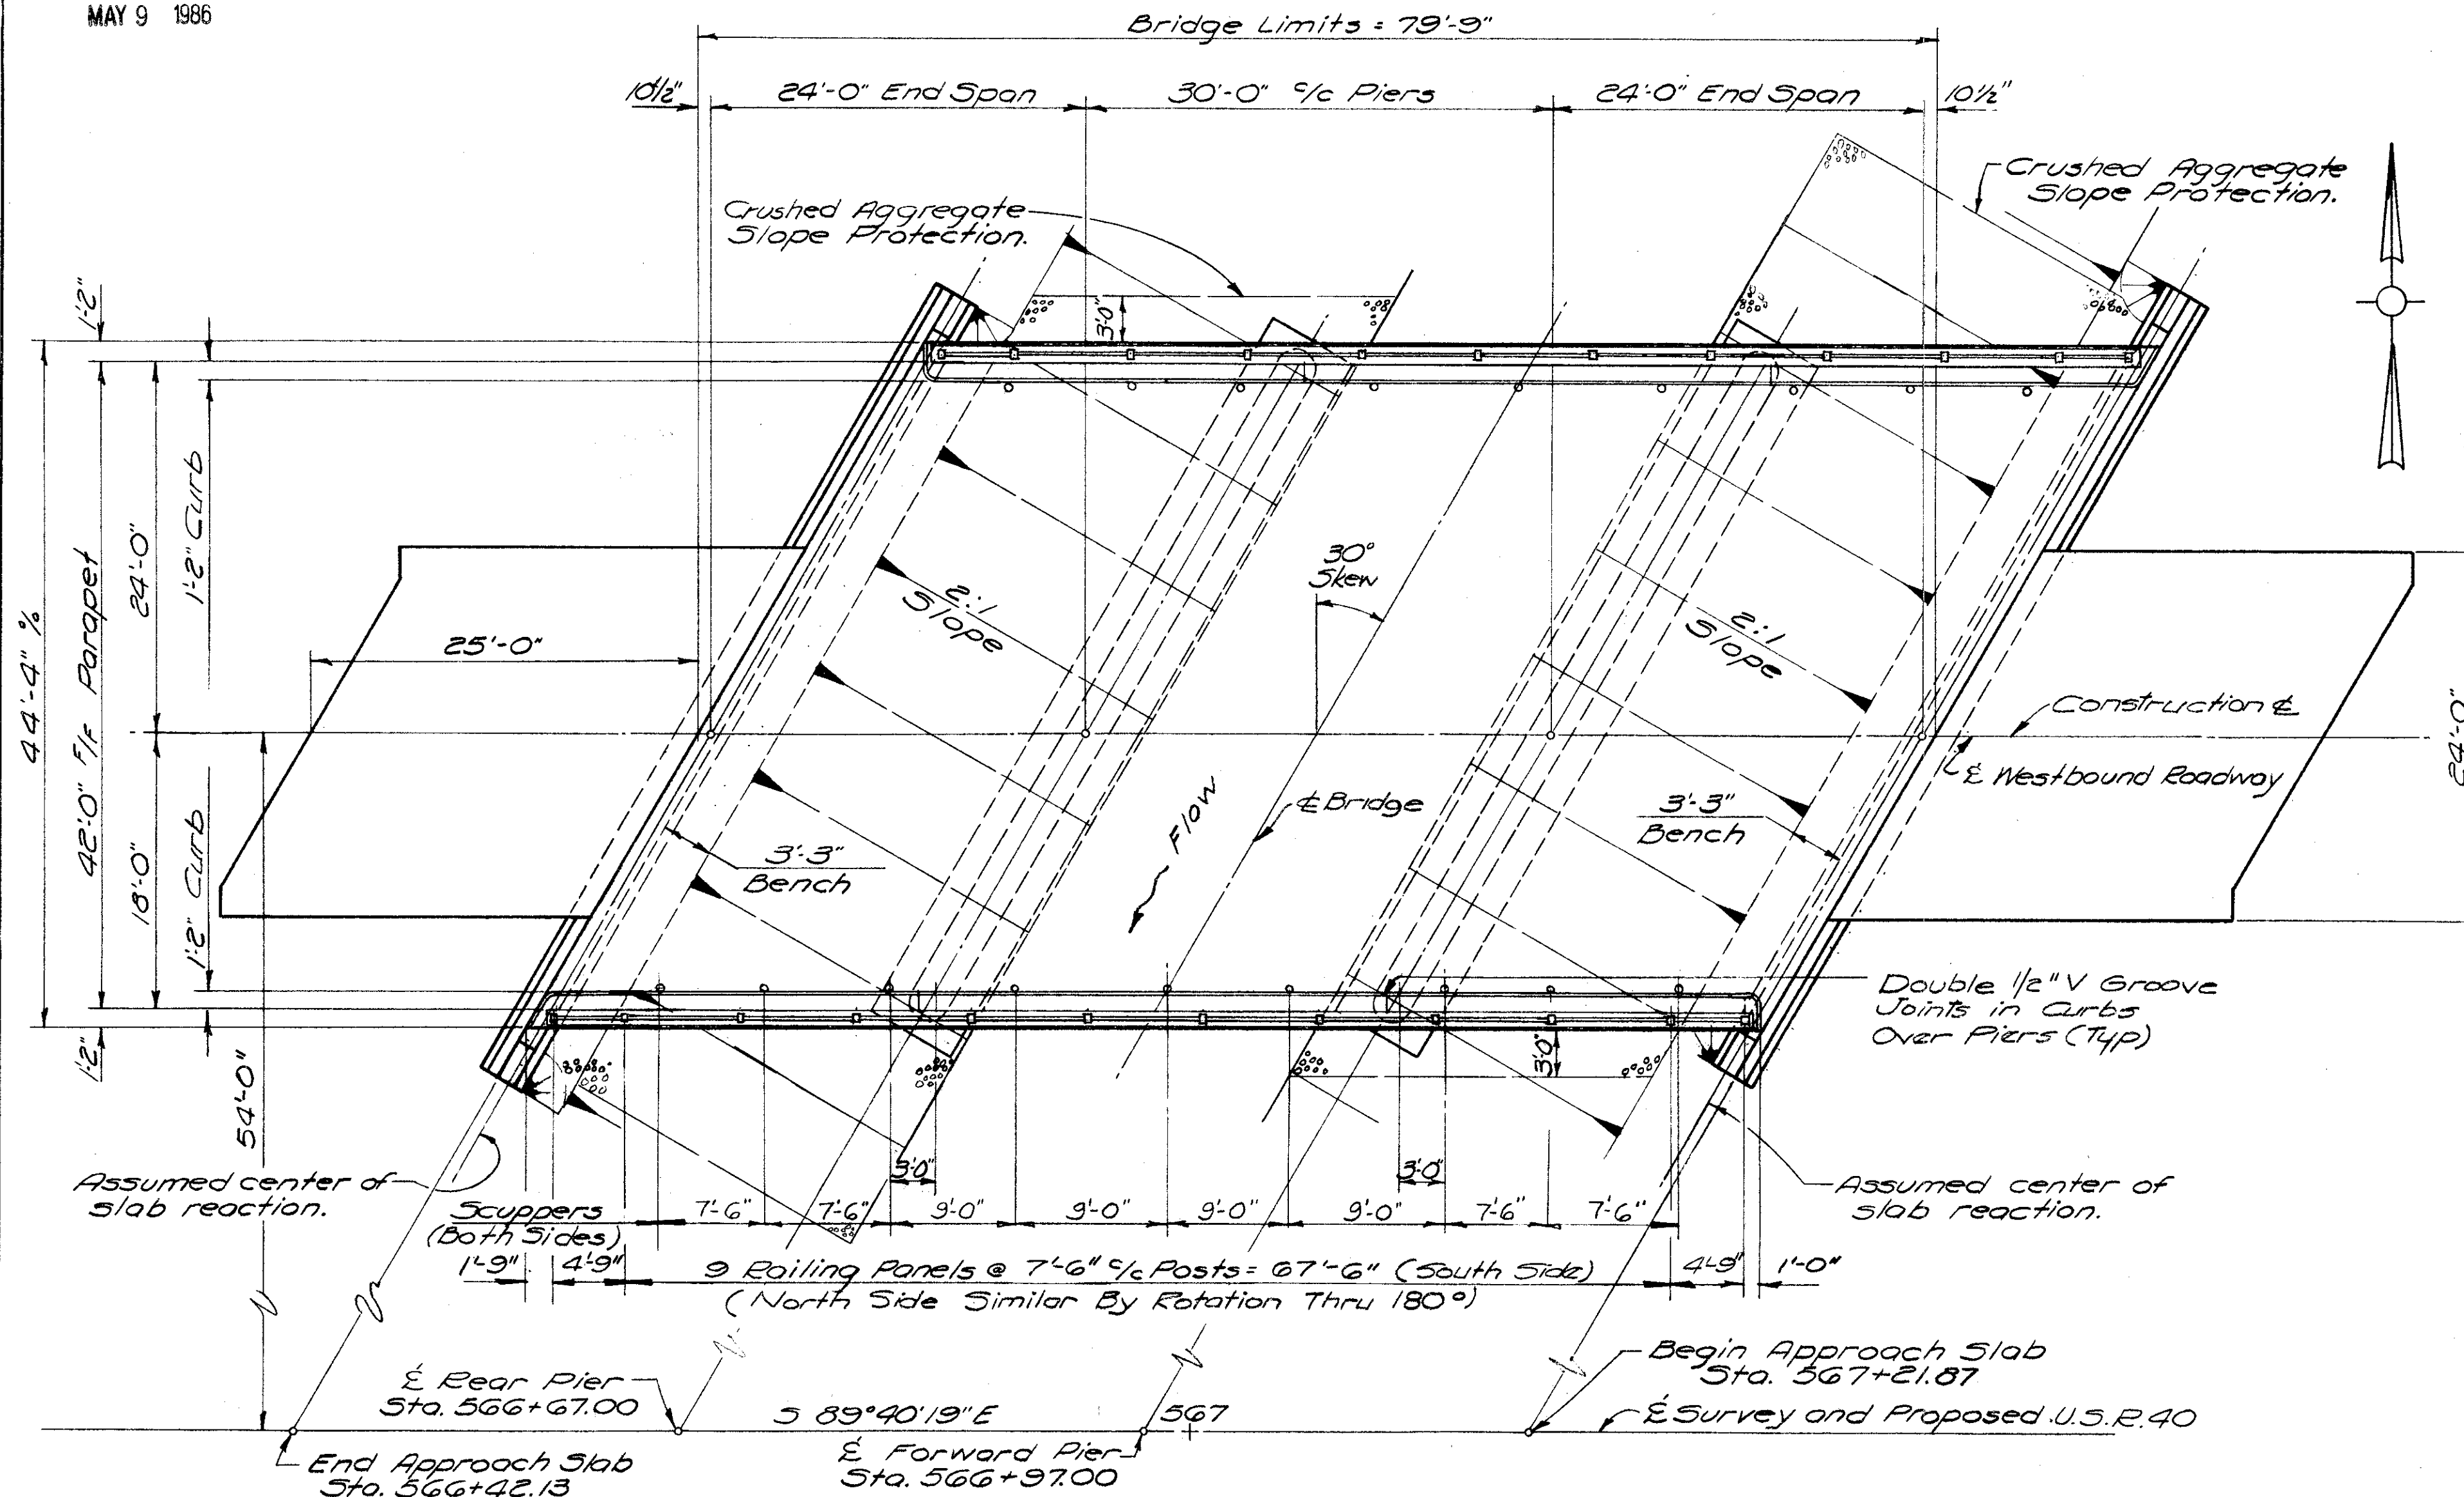 MAY 9 1986
Bridge Limits = 79'-9"
10½"
24'-0" End Span
30'-0" c/c Piers
24'-0" End Span
10½"
Crushed Aggregate
Slope Protection.
Crushed Aggregate
Slope Protection.
1'-2"
3'-0"
44'-4" o/o
42'-0" F/F Parapet
24'-0"
1'-2" Curb
30°
Skew
2:1
Slope
2:1
Slope
25'-0"
Construction ℄
℄ Westbound Roadway
24'-0"
Flow
℄ Bridge
3'-3"
Bench
3'-3"
Bench
18'-0"
1'-2" Curb
1'-2"
54'-0"
Double 1/2" V Groove
Joints in Curbs
Over Piers (Typ)
3'-0"
Assumed center of
slab reaction.
Assumed center of
slab reaction.
3'-0"
3'-0"
Scuppers
(Both Sides)
7'-6"
7'-6"
9'-0"
9'-0"
9'-0"
9'-0"
7'-6"
7'-6"
1'-9"
4'-9"
9 Railing Panels @ 7'-6" c/c Posts = 67'-6" (South Side)
4'-9"
1'-0"
(North Side Similar By Rotation Thru 180°)
Begin Approach Slab
Sta. 567+21.87
℄ Rear Pier
Sta. 566+67.00
S 89°40'19" E
567
℄ Survey and Proposed U.S.R. 40
End Approach Slab
Sta. 566+42.13
℄ Forward Pier
Sta. 566+97.00